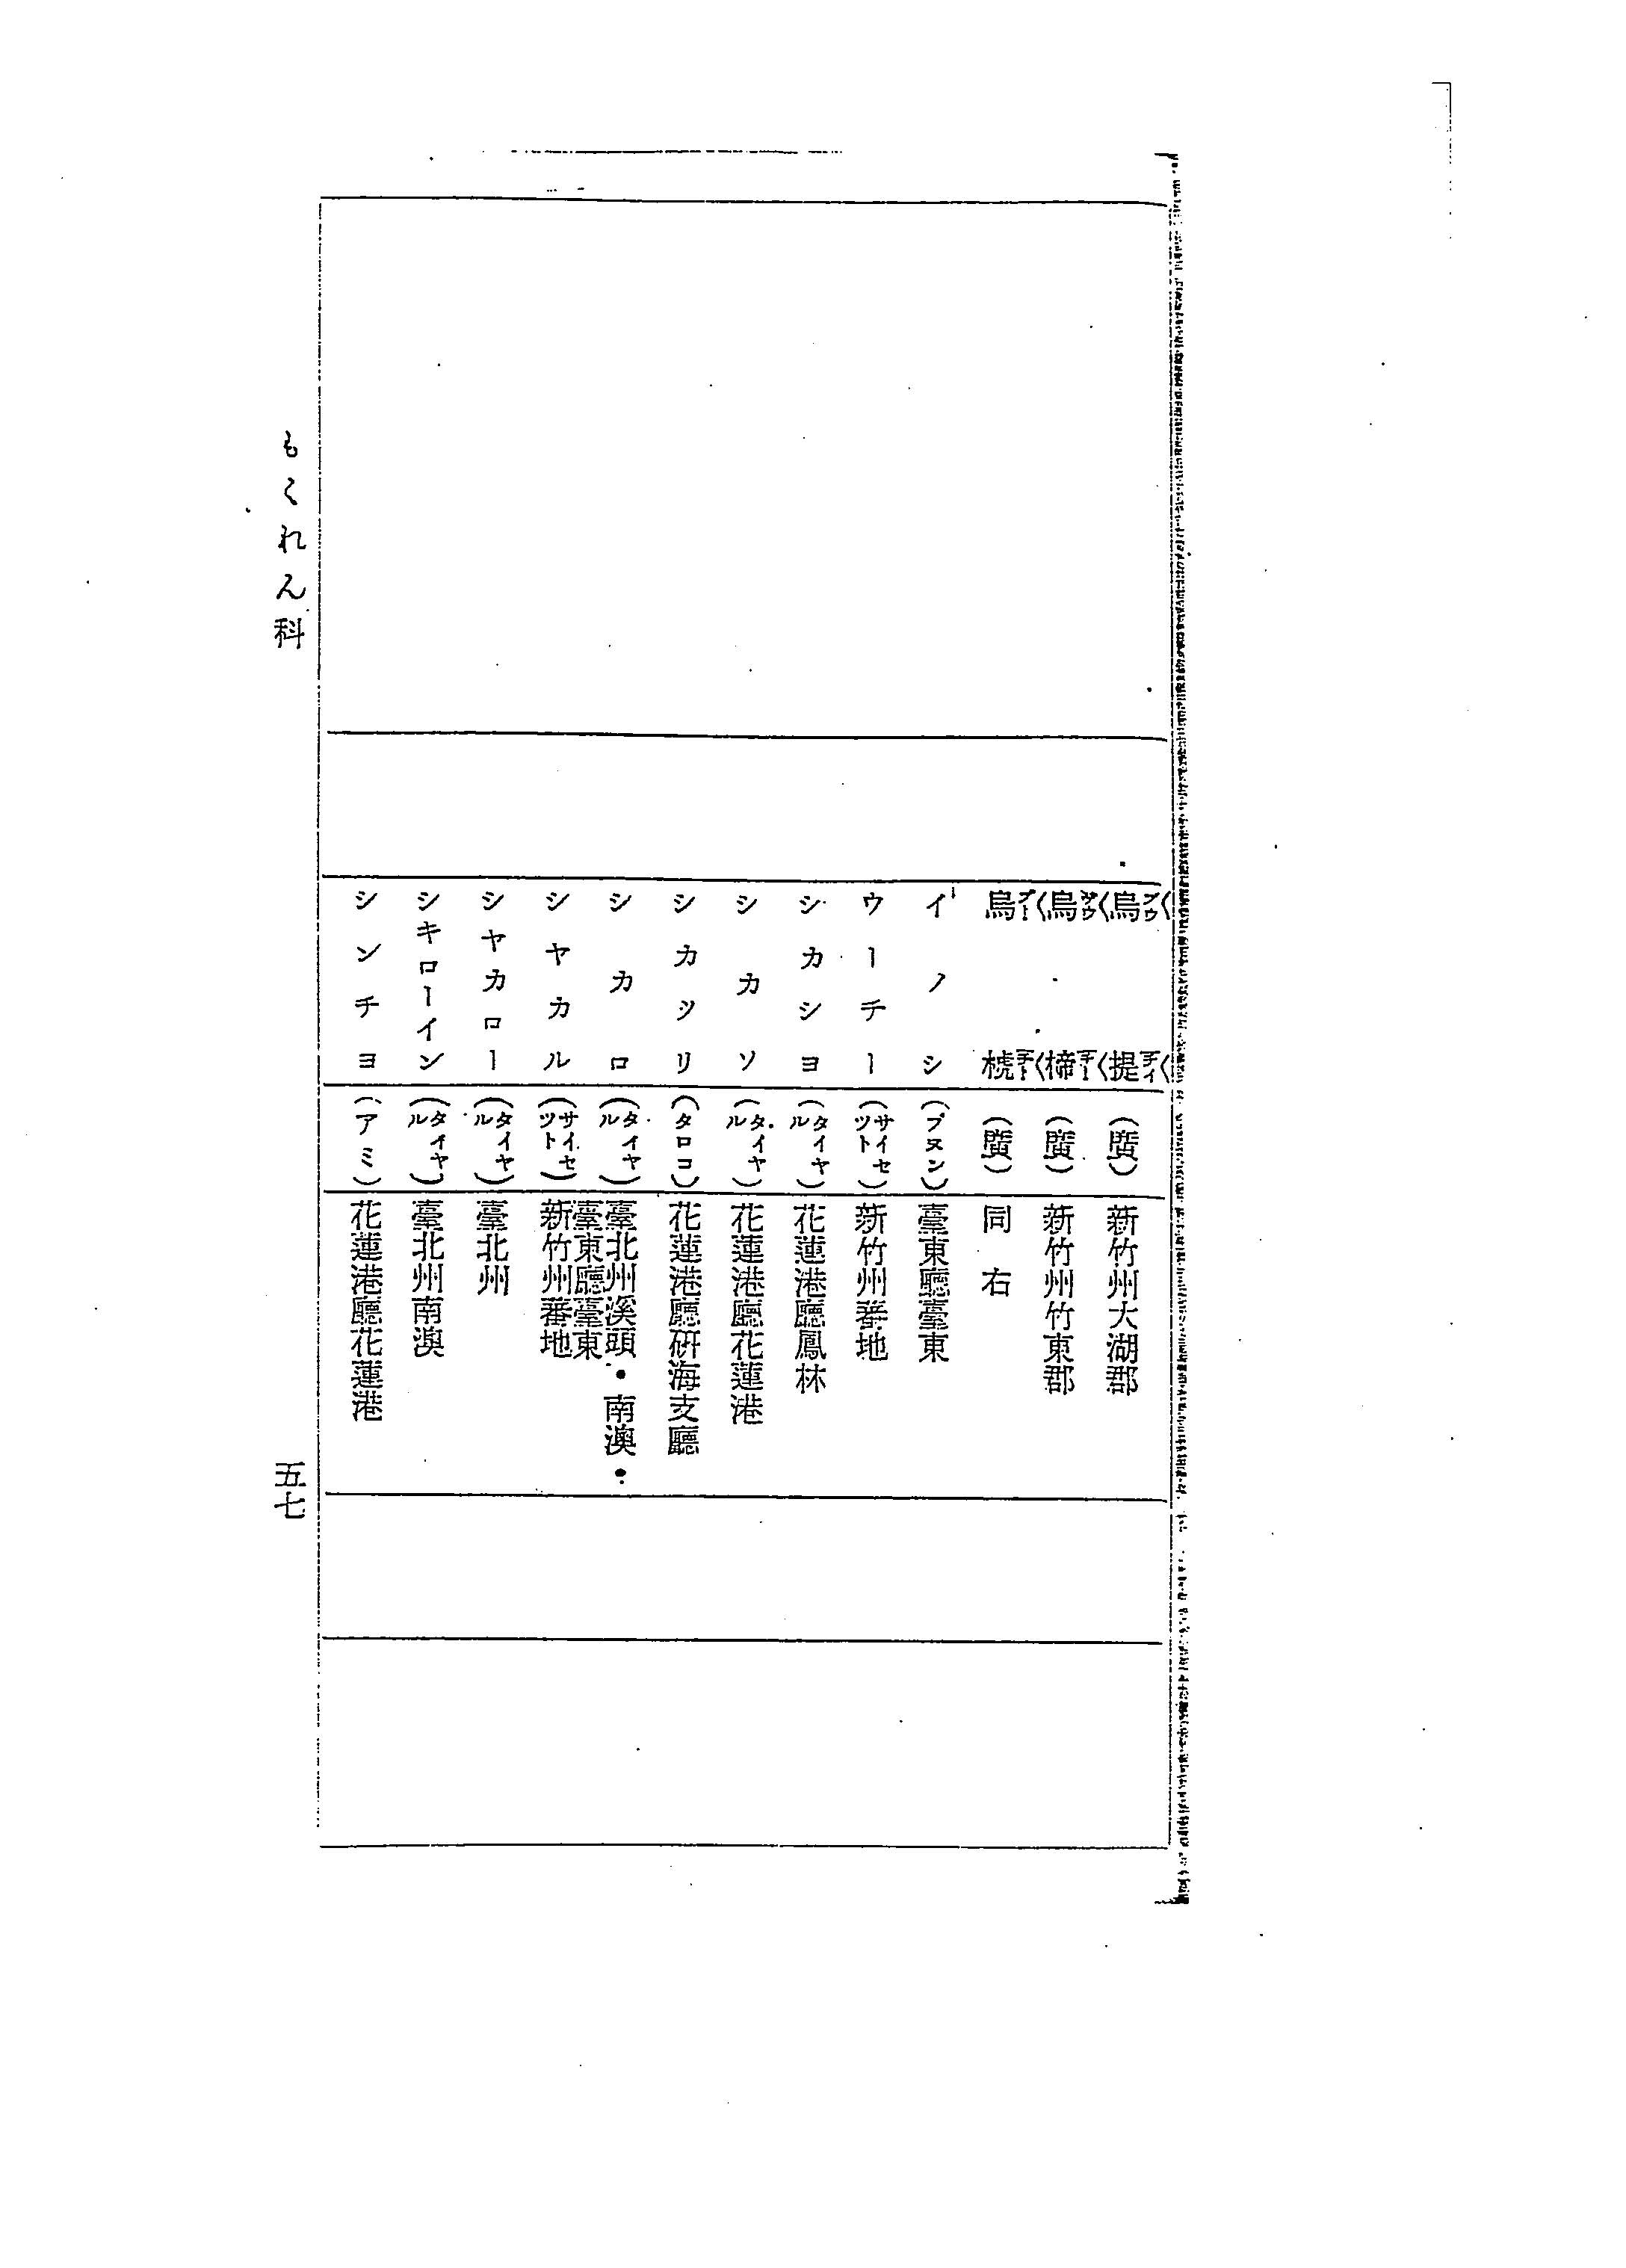 烏 提 (廣) 新竹州大湖郡
烏 楴 (廣) 新竹州竹東郡
烏 (廣) 同右
イノシ (ブヌン) 臺東廳臺東
ウーチー (サイセツト) 新竹州蕃地
シカシヨ (タイヤル) 花蓮港廳鳳林
シカソ (タイヤル) 花蓮港廳花蓮港
シカツリ (タロコ) 花蓮港廳研海支廳
シカロ (タイヤル) 臺北州溪頭・南澳・
臺東廳臺東
シヤカル (サイセツト) 新竹州蕃地
シヤカロー (タイヤル) 臺北州
シキローイン (タイヤル) 臺北州南澳
シンチヨ (アミ) 花蓮港廳花蓮港
もくれん科
五七